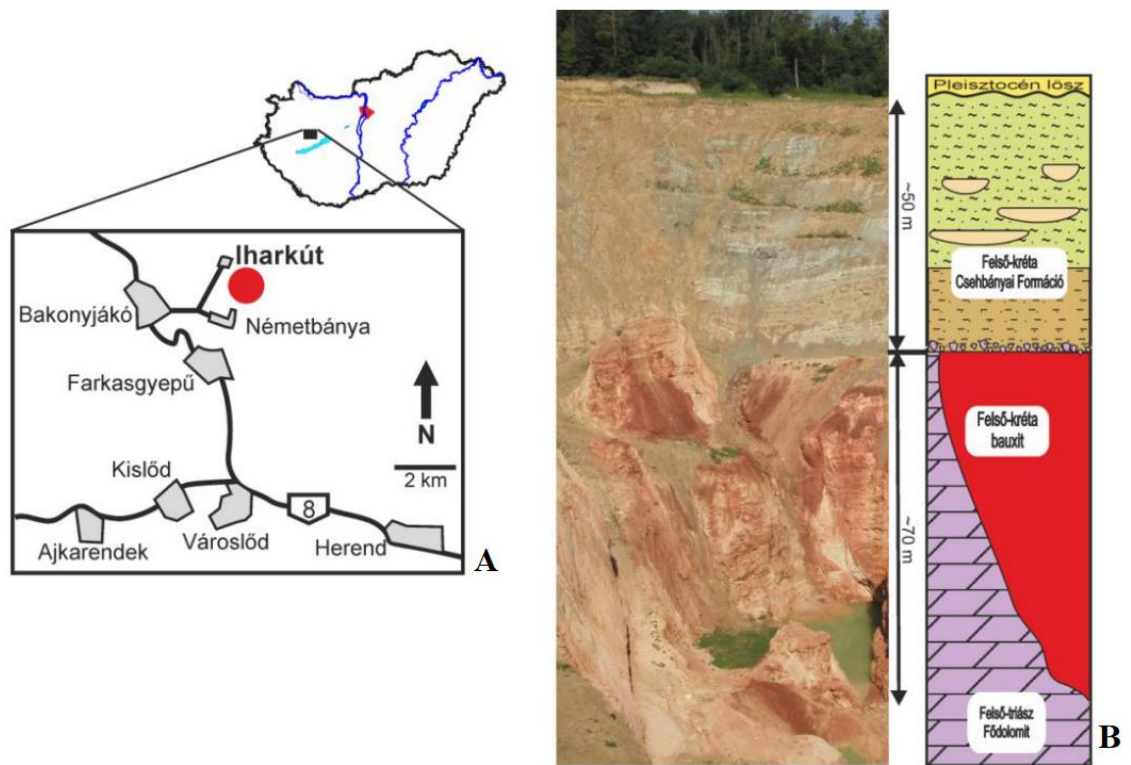 Iharkút
Bakonyjákó
Németbánya
Farkasgyepű
N
2 km
Kislőd
8
Ajkarendek
Városlőd
Herend
A
~50 m
~70 m
Pleisztocén lösz
Felső-kréta
Csehbányai Formáció
Felső-kréta
bauxit
Felső-triász
Fődolomit
B